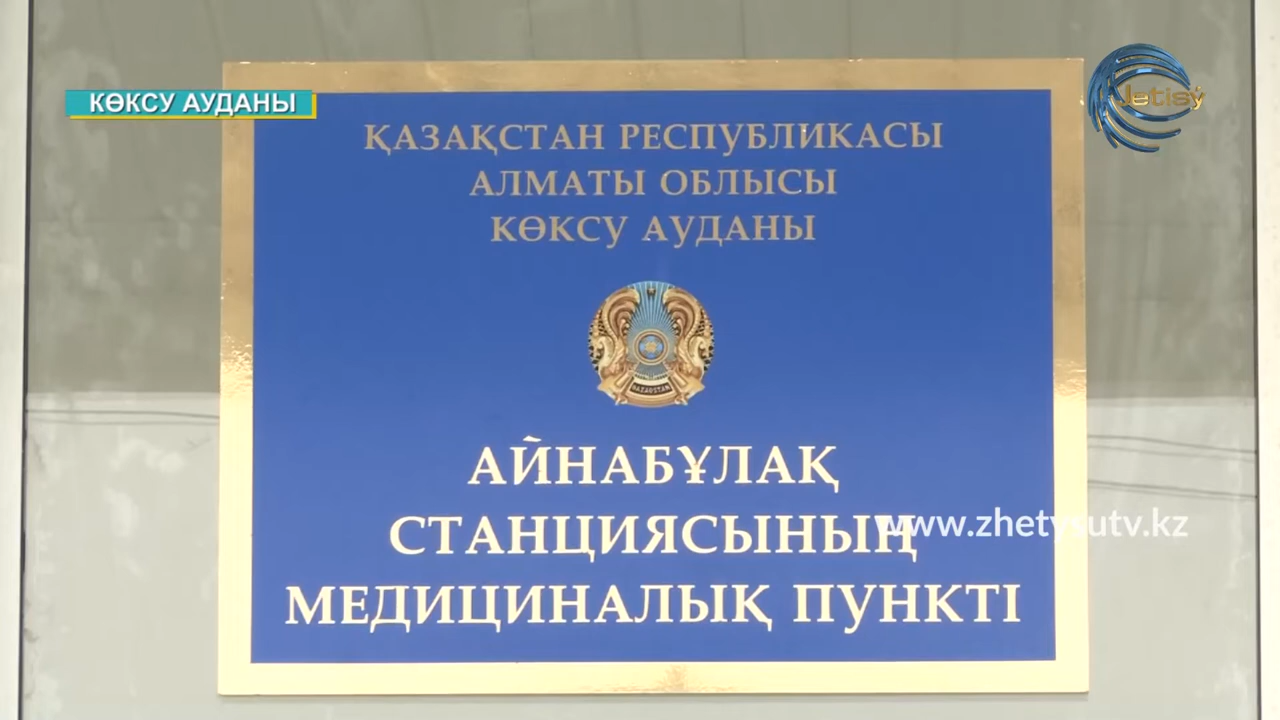 КӨКСУ АУДАНЫ
Jetisý
ҚАЗАҚСТАН РЕСПУБЛИКАСЫ
АЛМАТЫ ОБЛЫСЫ
КӨКСУ АУДАНЫ
QAZAQSTAN
АЙНАБҰЛАҚ
СТАНЦИЯСЫНЫҢ
www.zhetysutv.kz
МЕДИЦИНАЛЫҚ ПУНКТІ